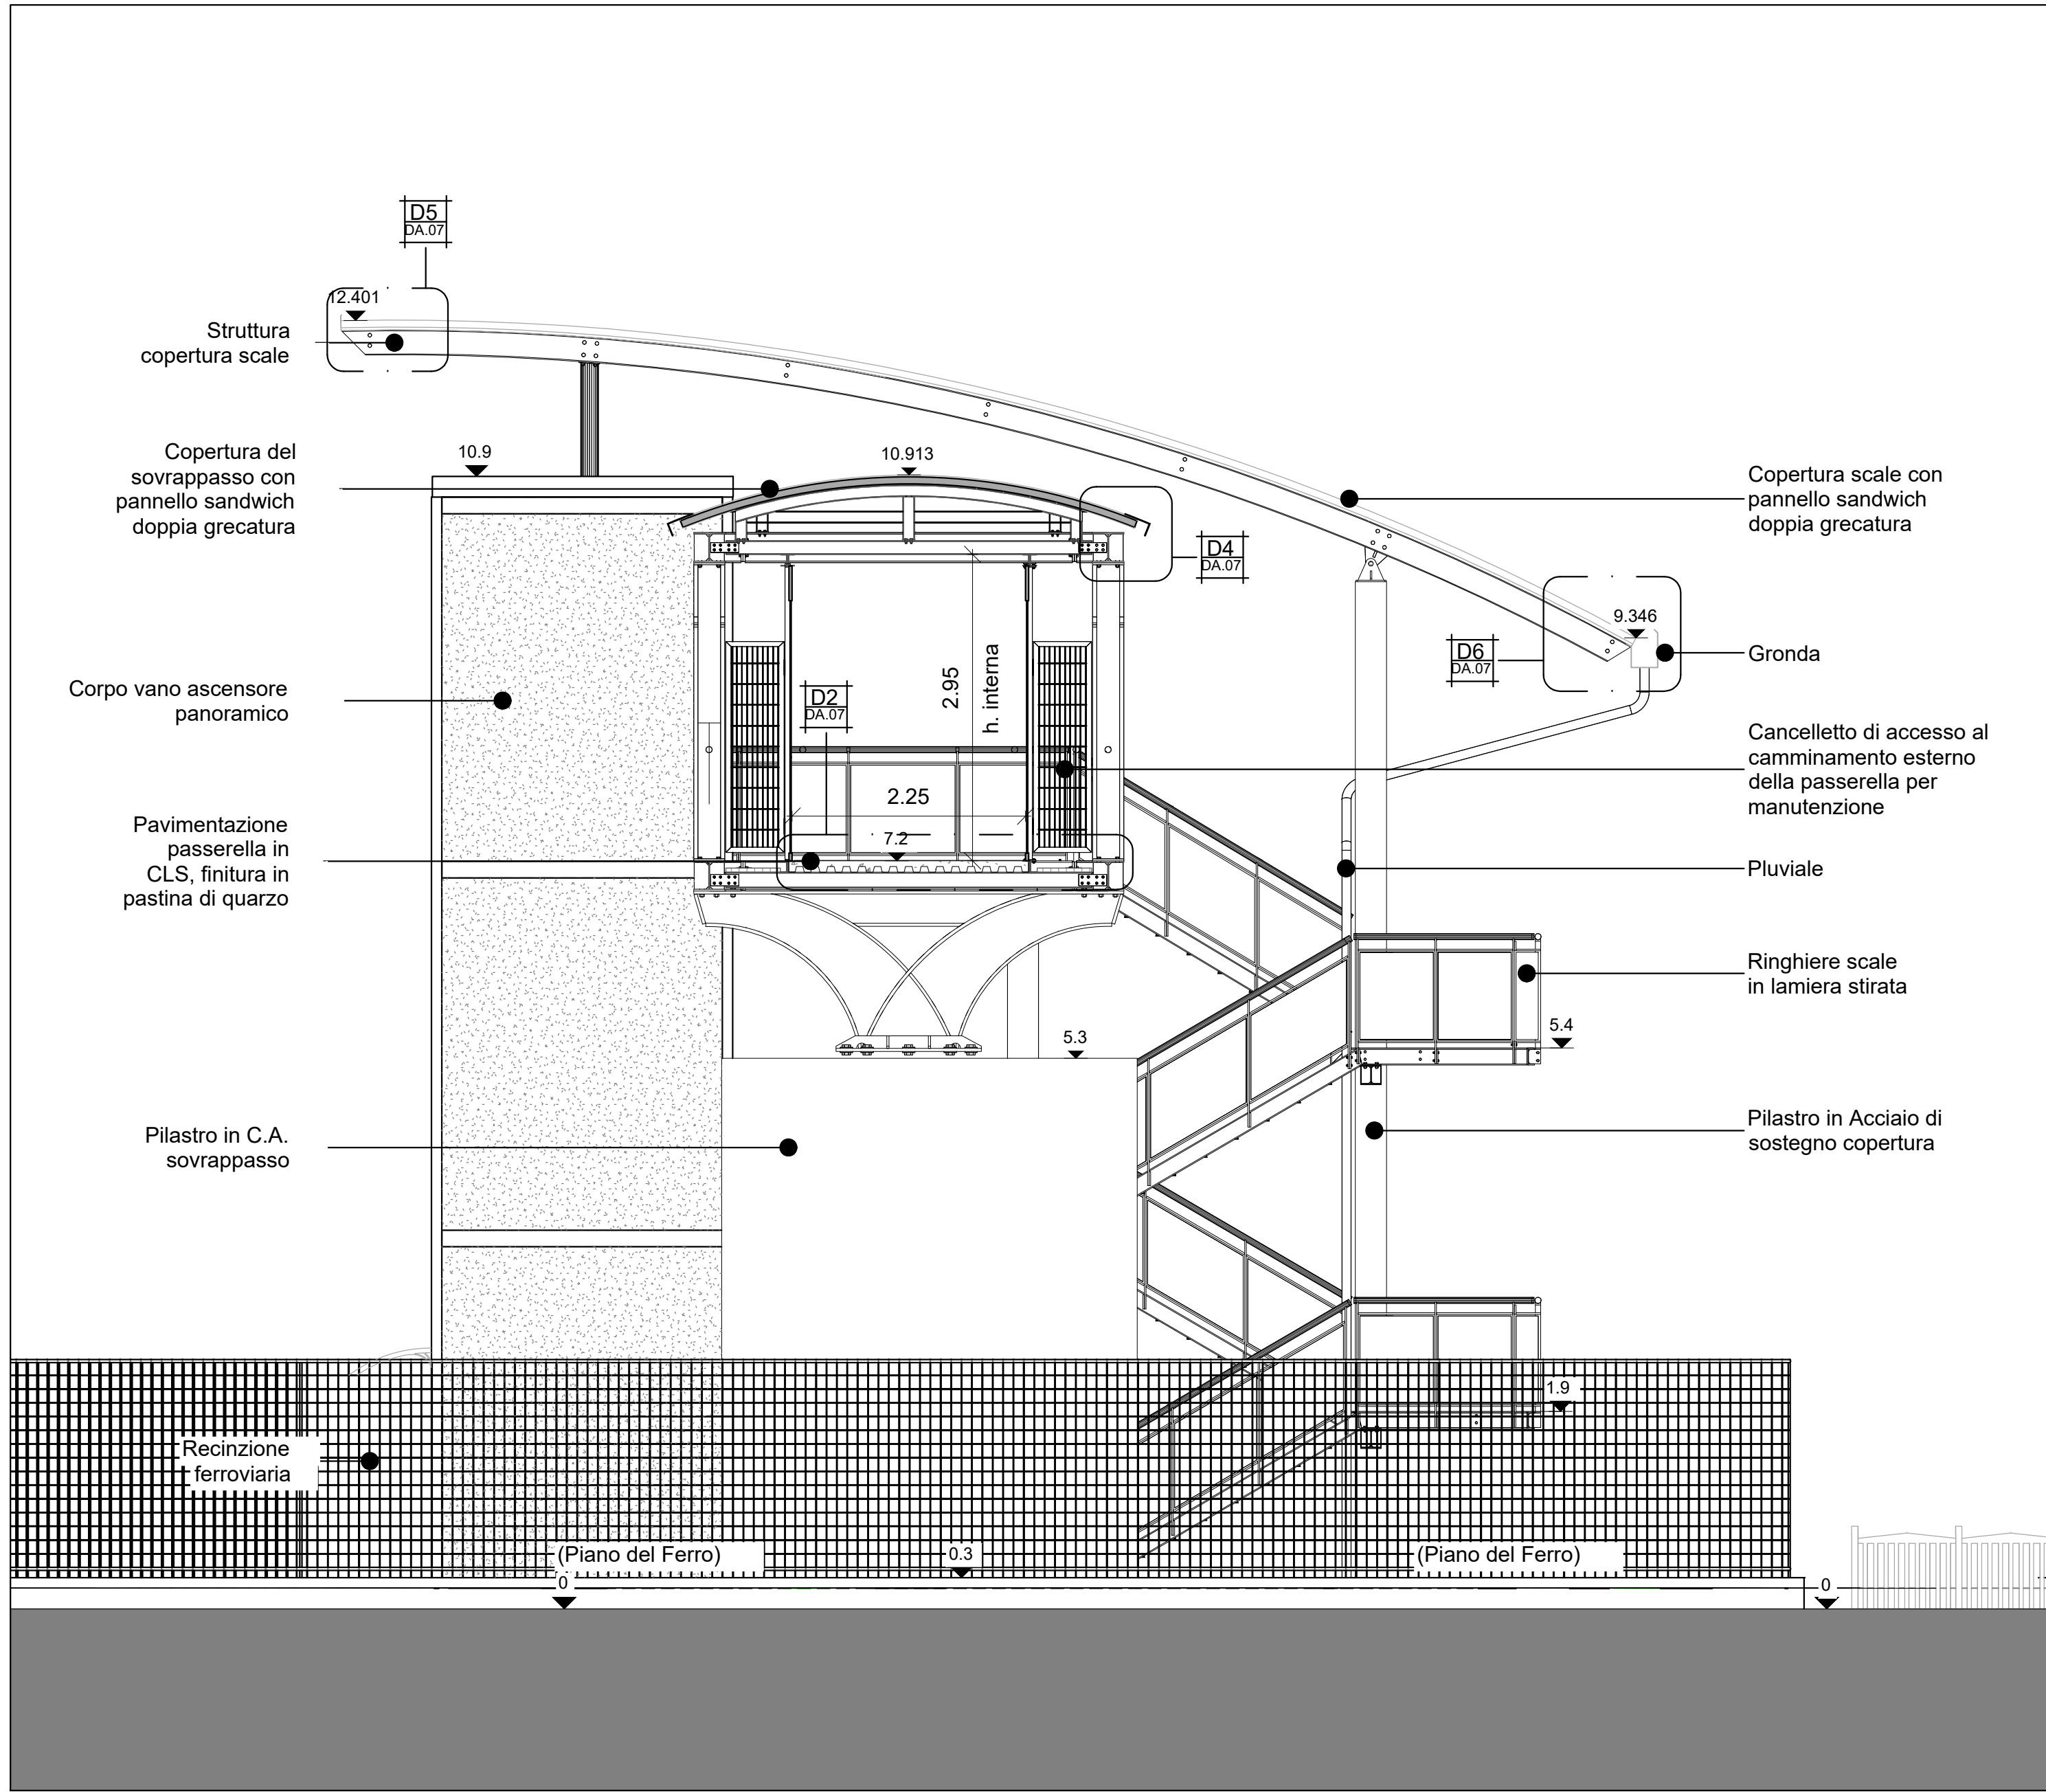 D5
DA.07
12.401
Struttura
copertura scale
Copertura del
sovrappasso con
pannello sandwich
doppia grecatura
10.9
10.913
Copertura scale con
pannello sandwich
doppia grecatura
D4
DA.07
9.346
D6
DA.07
Gronda
Corpo vano ascensore
panoramico
D2
DA.07
2.95
h. interna
Cancelletto di accesso al
camminamento esterno
della passerella per
manutenzione
2.25
7.2
Pavimentazione
passerella in
CLS, finitura in
pastina di quarzo
Pluviale
Ringhiere scale
in lamiera stirata
5.3
5.4
Pilastro in C.A.
sovrappasso
Pilastro in Acciaio di
sostegno copertura
1.9
Recinzione
ferroviaria
(Piano del Ferro)
0
0.3
(Piano del Ferro)
0